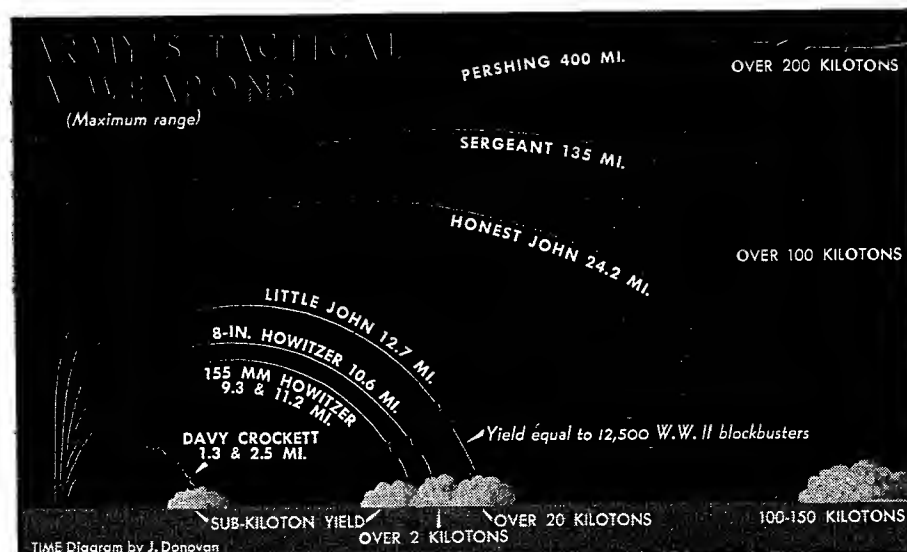 ARMY'S TACTICAL
A-WEAPONS
(Maximum range)
PERSHING 400 MI.
OVER 200 KILOTONS
SERGEANT 135 MI.
HONEST JOHN 24.2 MI.
OVER 100 KILOTONS
LITTLE JOHN 12.7 MI.
8-IN. HOWITZER 10.6 MI.
155 MM HOWITZER
9.3 & 11.2 MI.
DAVY CROCKETT
1.3 & 2.5 MI.
Yield equal to 12,500 W.W. II blockbusters
SUB-KILOTON YIELD
OVER 2 KILOTONS
OVER 20 KILOTONS
100-150 KILOTONS
TIME Diagram by J. Donovan